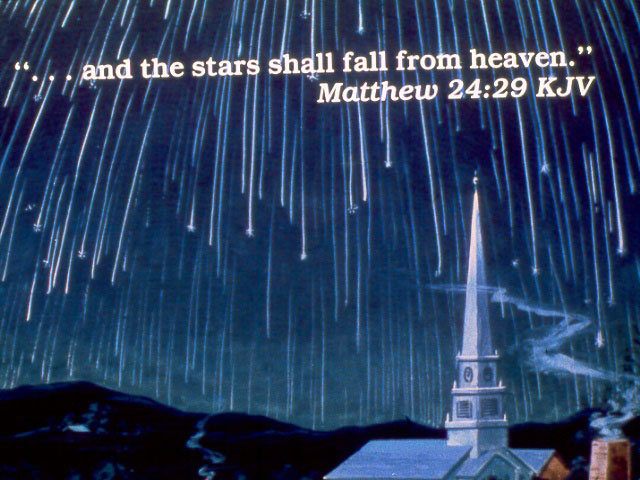 “. . . and the stars shall fall from heaven.”
Matthew 24:29 KJV